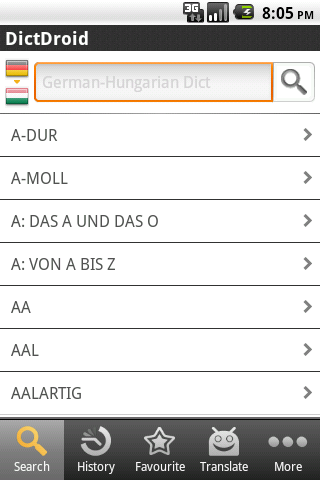 3G 8:05 PM
DictDroid
German-Hungarian Dict
A-DUR
A-MOLL
A: DAS A UND DAS O
A: VON A BIS Z
AA
AAL
AALARTIG
Search History Favourite Translate More